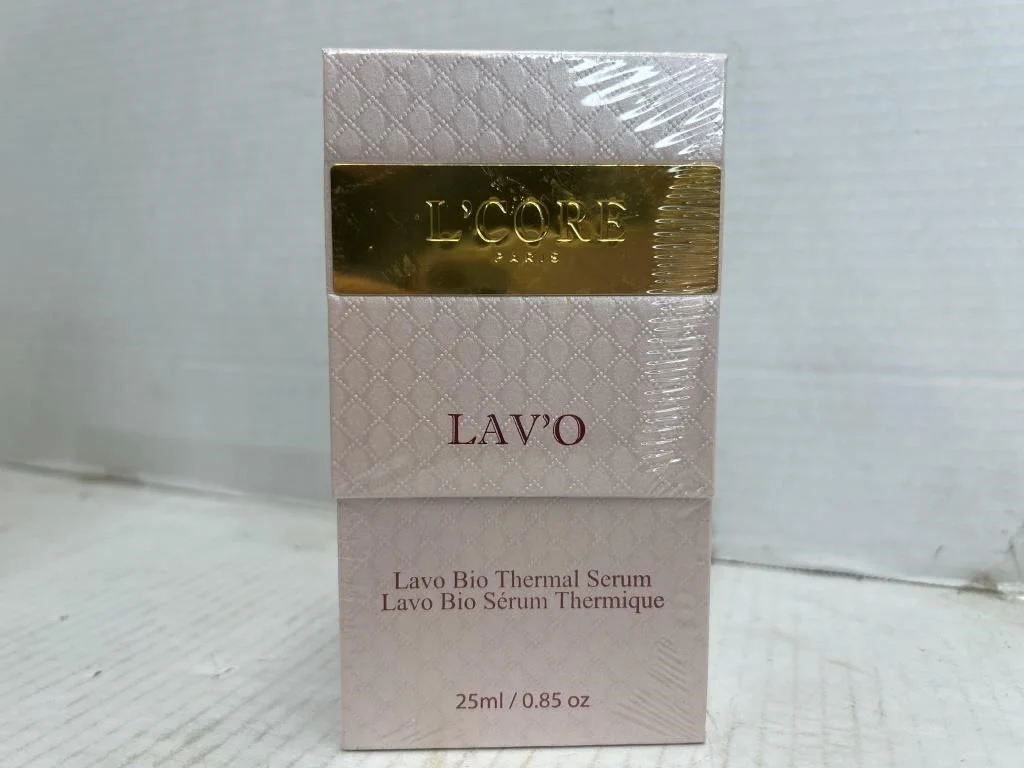 L'CORE
PARIS
LAV'O
Lavo Bio Thermal Serum
Lavo Bio Sérum Thermique
25ml / 0.85 oz